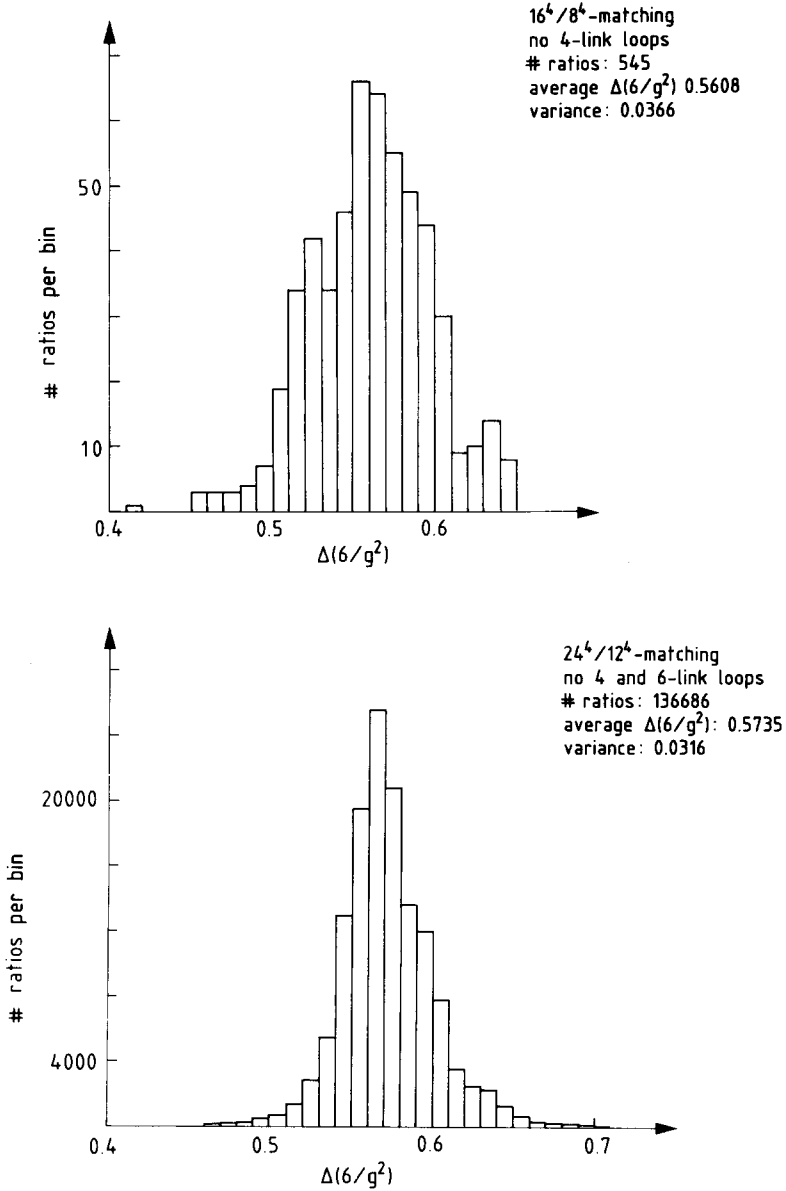 16⁴/8⁴-matching
no 4-link loops
# ratios: 545
average Δ(6/g²) 0.5608
variance: 0.0366
# ratios per bin
50
10
0.4
0.5
0.6
Δ(6/g²)
24⁴/12⁴-matching
no 4 and 6-link loops
# ratios: 136686
average Δ(6/g²): 0.5735
variance: 0.0316
# ratios per bin
20000
4000
0.4
0.5
0.6
0.7
Δ(6/g²)